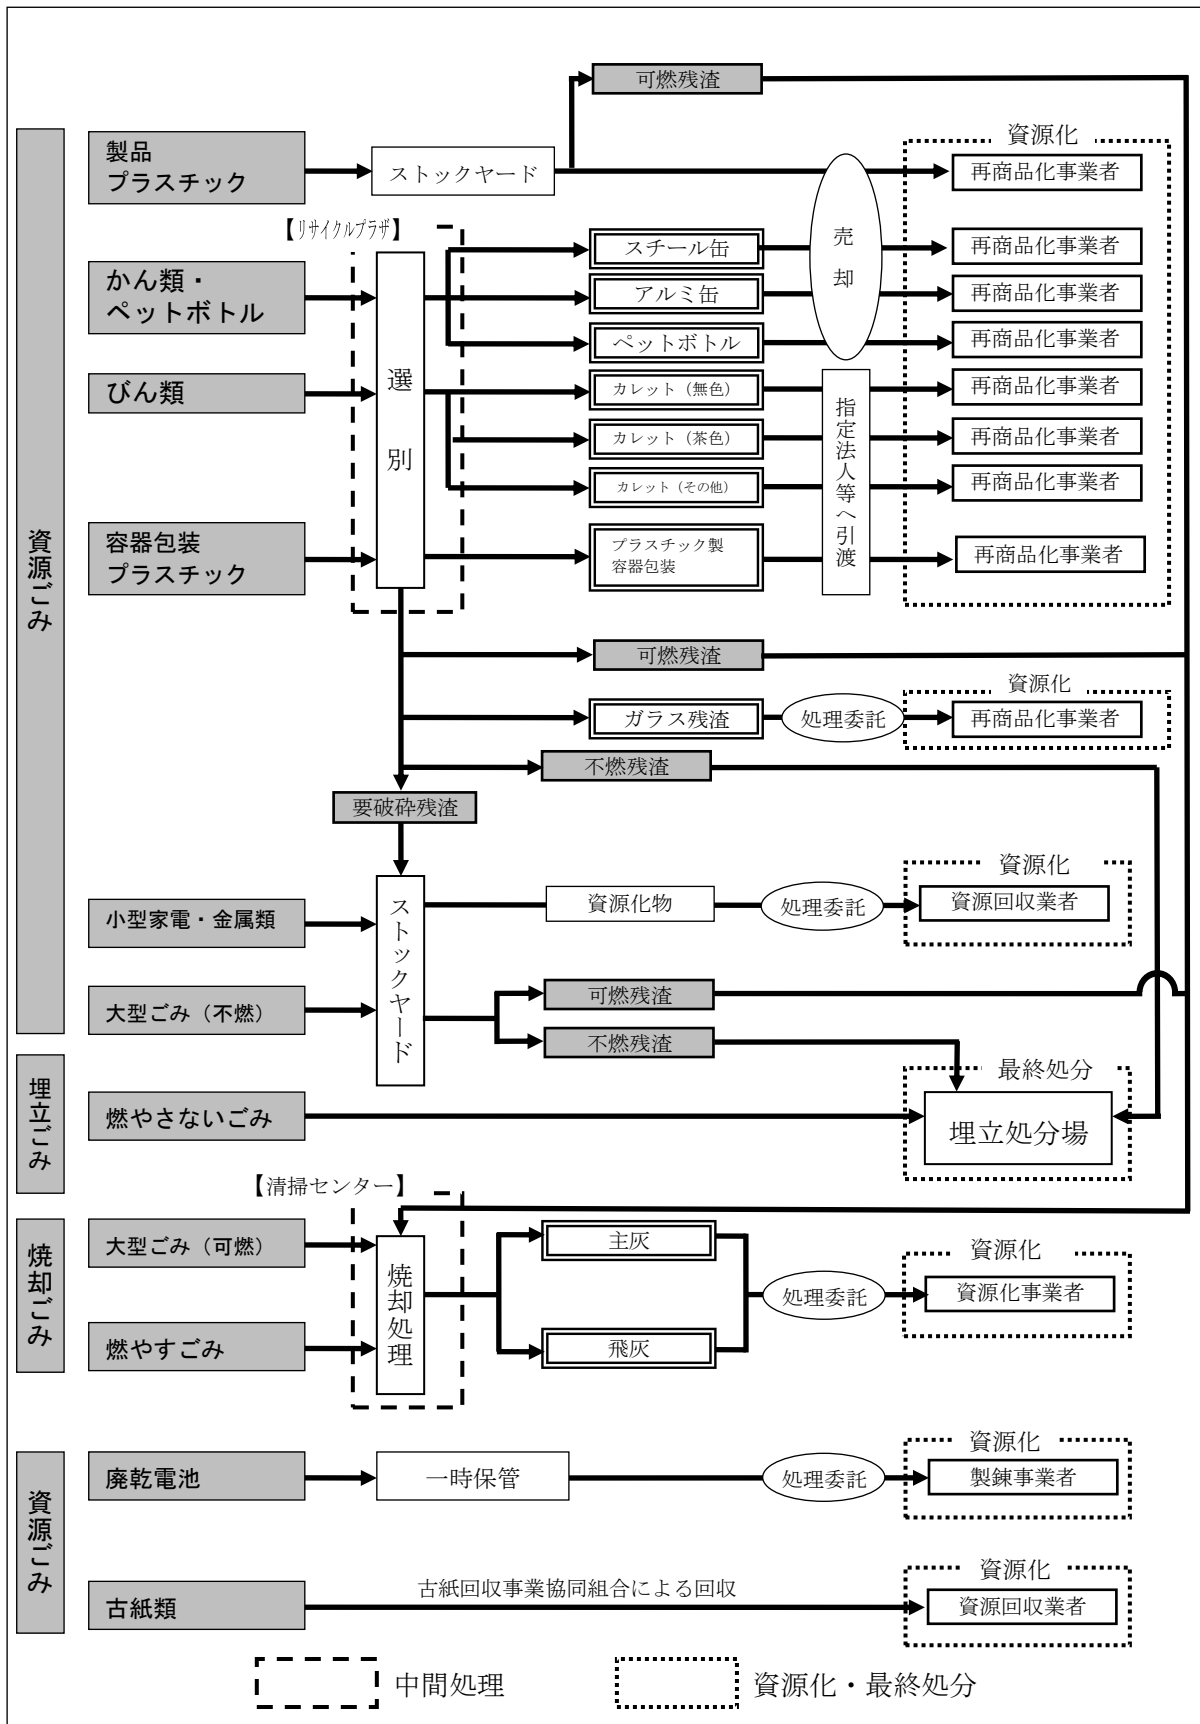 可燃残渣
資源ごみ
製品
プラスチック
ストックヤード
資源化
再商品化事業者
【リサイクルプラザ】
売却
かん類・
ペットボトル
選別
スチール缶
再商品化事業者
アルミ缶
再商品化事業者
ペットボトル
再商品化事業者
びん類
カレット（無色）
指定法人等へ引渡
再商品化事業者
カレット（茶色）
再商品化事業者
カレット（その他）
再商品化事業者
容器包装
プラスチック
プラスチック製
容器包装
再商品化事業者
可燃残渣
ガラス残渣
処理委託
資源化
再商品化事業者
不燃残渣
要破砕残渣
小型家電・金属類
ストックヤード
資源化物
処理委託
資源化
資源回収業者
大型ごみ（不燃）
可燃残渣
不燃残渣
埋立ごみ
燃やさないごみ
最終処分
埋立処分場
【清掃センター】
焼却ごみ
大型ごみ（可燃）
焼却処理
主灰
処理委託
資源化
資源化事業者
燃やすごみ
飛灰
資源ごみ
廃乾電池
一時保管
処理委託
資源化
製錬事業者
古紙類
古紙回収事業協同組合による回収
資源化
資源回収業者
中間処理
資源化・最終処分